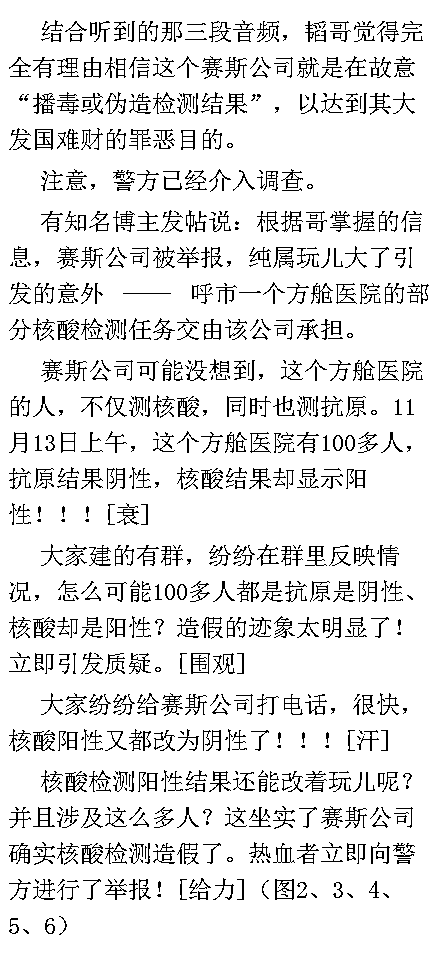 结合听到的那三段音频，韬哥觉得完
全有理由相信这个赛斯公司就是在故意
“播毒或伪造检测结果”，以达到其大
发国难财的罪恶目的。
注意，警方已经介入调查。
有知名博主发帖说：根据哥掌握的信
息，赛斯公司被举报，纯属玩儿大了引
发的意外 —— 呼市一个方舱医院的部
分核酸检测任务交由该公司承担。
赛斯公司可能没想到，这个方舱医院
的人，不仅测核酸，同时也测抗原。11
月13日上午，这个方舱医院有100多人，
抗原结果阴性，核酸结果却显示阳
性！！！[衰]
大家建的有群，纷纷在群里反映情
况，怎么可能100多人都是抗原是阴性、
核酸却是阳性？造假的迹象太明显了！
立即引发质疑。[围观]
大家纷纷给赛斯公司打电话，很快，
核酸阳性又都改为阴性了！！！[汗]
核酸检测阳性结果还能改着玩儿呢？
并且涉及这么多人？这坐实了赛斯公司
确实核酸检测造假了。热血者立即向警
方进行了举报！[给力]（图2、3、4、
5、6）